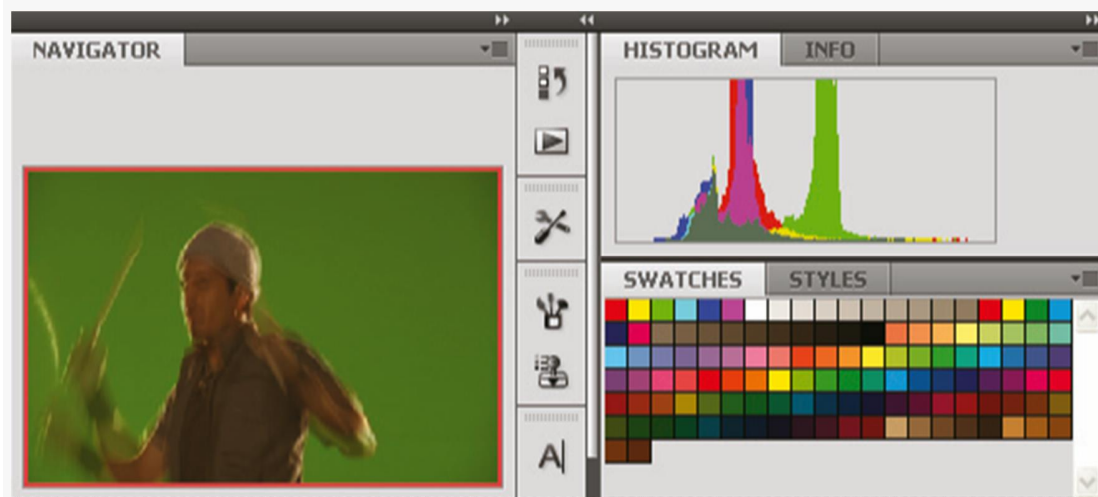 NAVIGATOR
HISTOGRAM
INFO
SWATCHES
STYLES
A